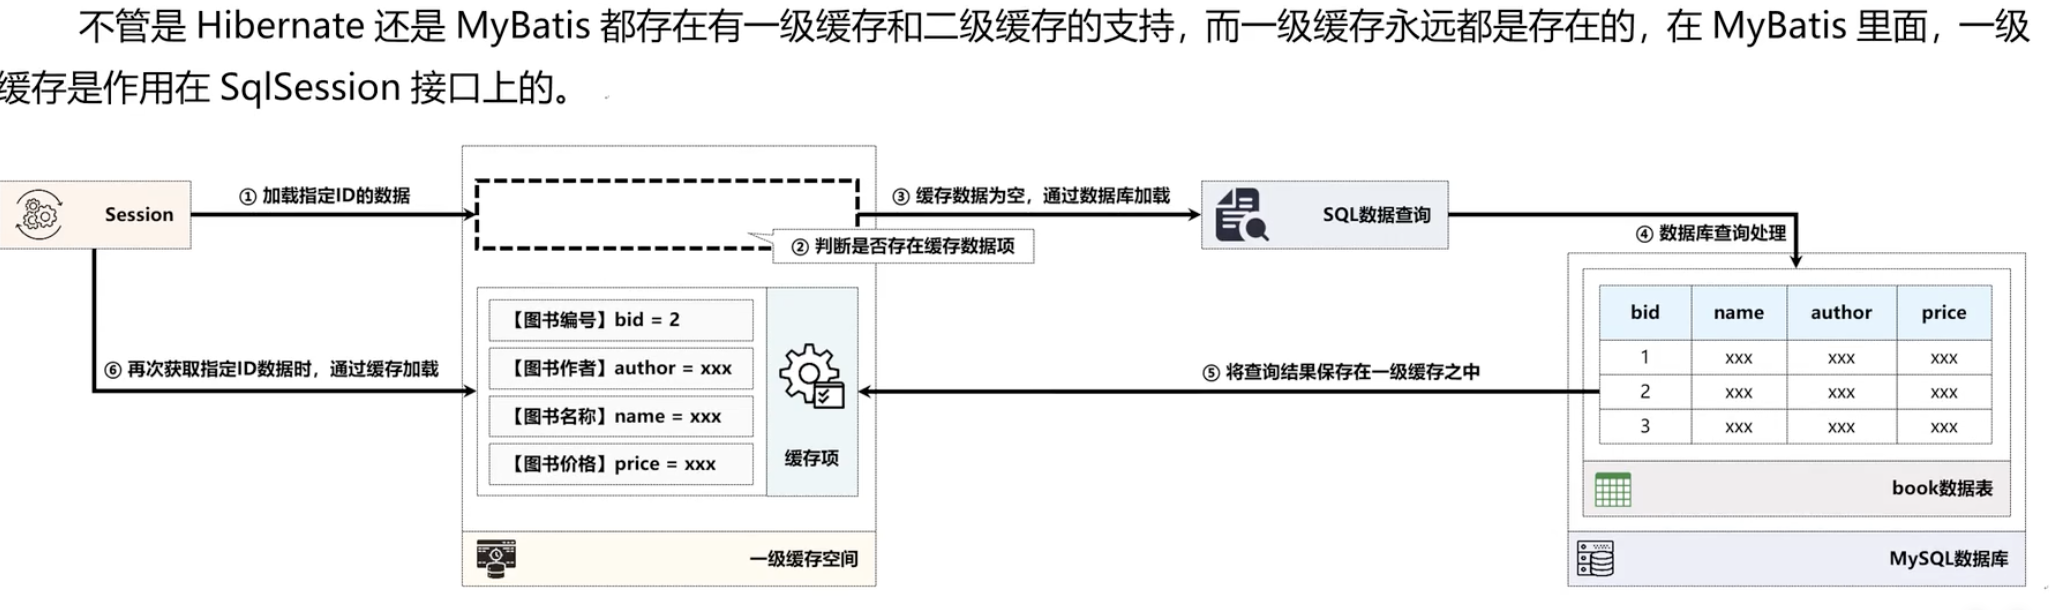 不管是 Hibernate 还是 MyBatis 都存在有一级缓存和二级缓存的支持，而一级缓存永远都是存在的，在 MyBatis 里面，一级
缓存是作用在 SqlSession 接口上的。
Session
① 加载指定ID的数据
③ 缓存数据为空，通过数据库加载
SQL数据查询
② 判断是否存在缓存数据项
④ 数据库查询处理
【图书编号】bid = 2
【图书作者】author = xxx
【图书名称】name = xxx
【图书价格】price = xxx
缓存项
⑥ 再次获取指定ID数据时，通过缓存加载
⑤ 将查询结果保存在一级缓存之中
bid name author price
1 xxx xxx xxx
2 xxx xxx xxx
3 xxx xxx xxx
book数据表
一级缓存空间
MySQL数据库